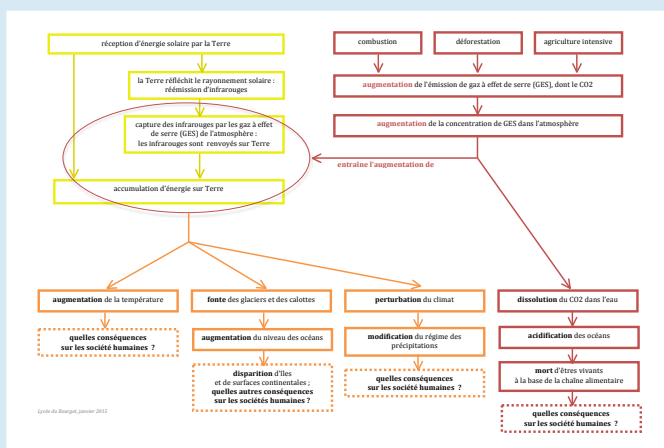 réception d'énergie solaire par la Terre
combustion
déforestation
agriculture intensive
la Terre réfléchit le rayonnement solaire :
réémission d'infrarouges
augmentation de l'émission de gaz à effet de serre (GES), dont le CO2
capture des infrarouges par les gaz à effet
de serre (GES) de l'atmosphère :
les infrarouges sont renvoyés sur Terre
augmentation de la concentration de GES dans l'atmosphère
entraîne l'augmentation de
accumulation d'énergie sur Terre
augmentation de la température
fonte des glaciers et des calottes
perturbation du climat
dissolution du CO2 dans l'eau
quelles conséquences
sur les société humaines ?
augmentation du niveau des océans
modification du régime des
précipitations
acidification des océans
disparition d'îles
et de surfaces continentales ;
quelles autres conséquences
sur les sociétés humaines ?
quelles conséquences
sur les société humaines ?
mort d'êtres vivants
à la base de la chaîne alimentaire
quelles conséquences
sur les société humaines ?
Lycée du Bourget, janvier 2015